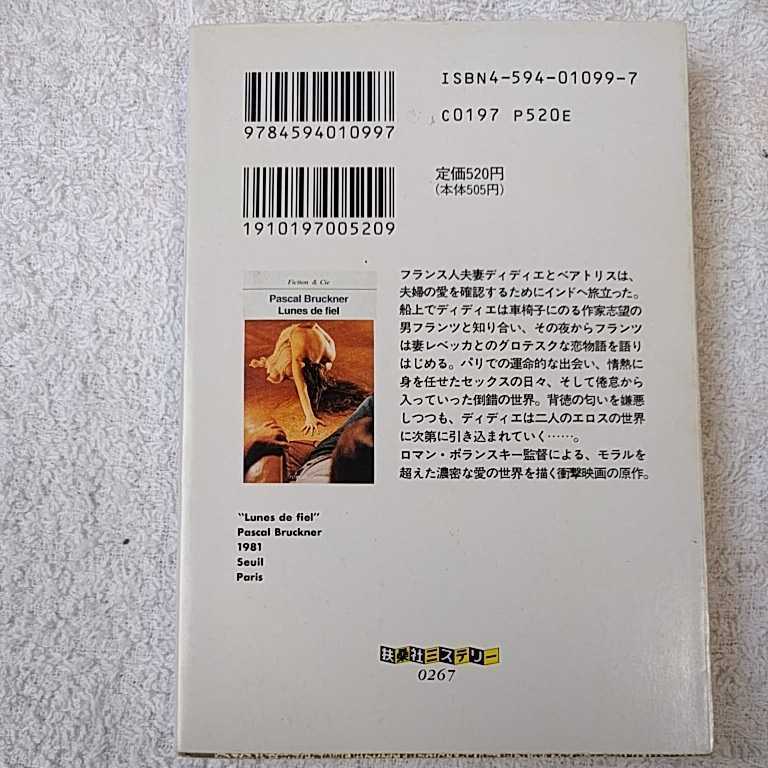 ISBN4-594-01099-7
C0197 P520E
9784594010997
定価520円
(本体505円)
1910197005209
Fiction & Cie
Pascal Bruckner
Lunes de fiel
フランス人夫妻ディディエとベアトリスは、
夫婦の愛を確認するためにインドへ旅立った。
船上でディディエは車椅子にのる作家志望の
男フランツと知り合い、その夜からフランツ
は妻レベッカとのグロテスクな恋物語を語り
はじめる。パリでの運命的な出会い、情熱に
身を任せたセックスの日々、そして倦怠から
入っていった倒錯の世界。背徳の匂いを嫌悪
しつつも、ディディエは二人のエロスの世界
に次第に引き込まれていく……。
ロマン・ポランスキー監督による、モラルを
超えた濃密な愛の世界を描く衝撃映画の原作。
"Lunes de fiel"
Pascal Bruckner
1981
Seuil
Paris
扶桑社ミステリー
0267